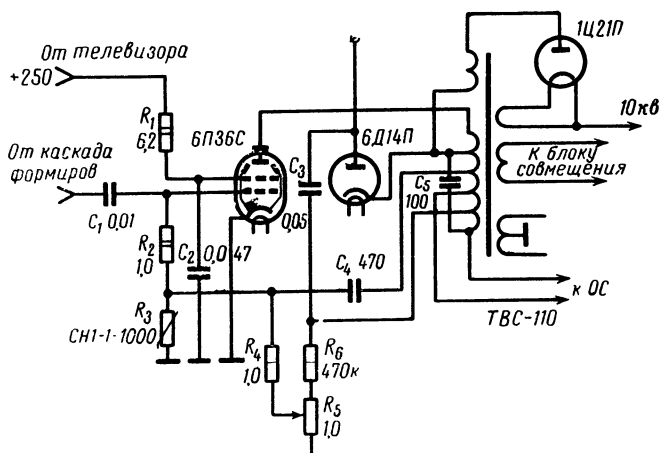 От телевизора
+250
1Ц21П
R1
6,2
6П36С
6Д14П
10кв
От каскада
формиров
C3
0,05
К блоку
совмещения
C5
100
C1 0,01
R2
1,0
C2 0,047
C4 470
к ОС
ТВС-110
R3
СН1-1-1000
R4
1,0
R6
470к
R5
1,0